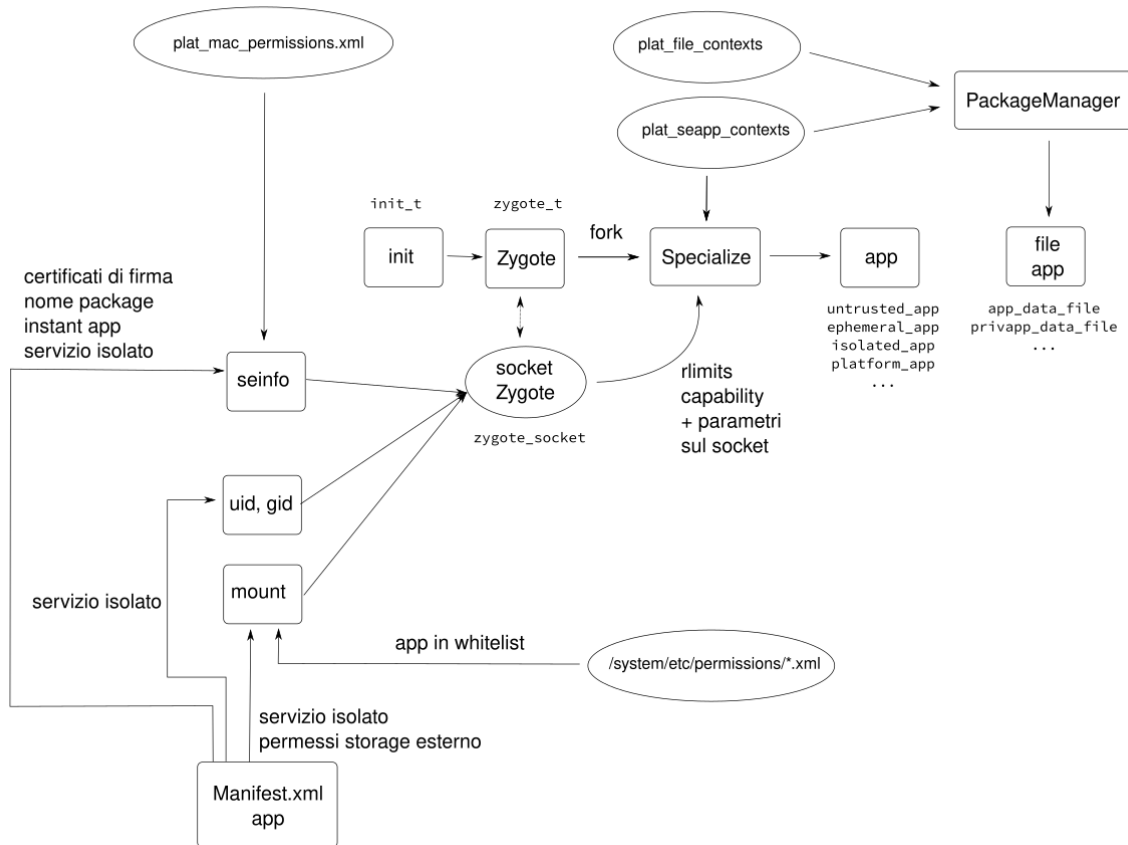 plat_mac_permissions.xml
plat_file_contexts
plat_seapp_contexts
PackageManager
init_t
zygote_t
init
Zygote
fork
Specialize
app
file
app
untrusted_app
ephemeral_app
isolated_app
platform_app
...
app_data_file
privapp_data_file
...
certificati di firma
nome package
instant app
servizio isolato
seinfo
socket
Zygote
zygote_socket
rlimits
capability
+ parametri
sul socket
uid, gid
mount
servizio isolato
app in whitelist
/system/etc/permissions/*.xml
servizio isolato
permessi storage esterno
Manifest.xml
app